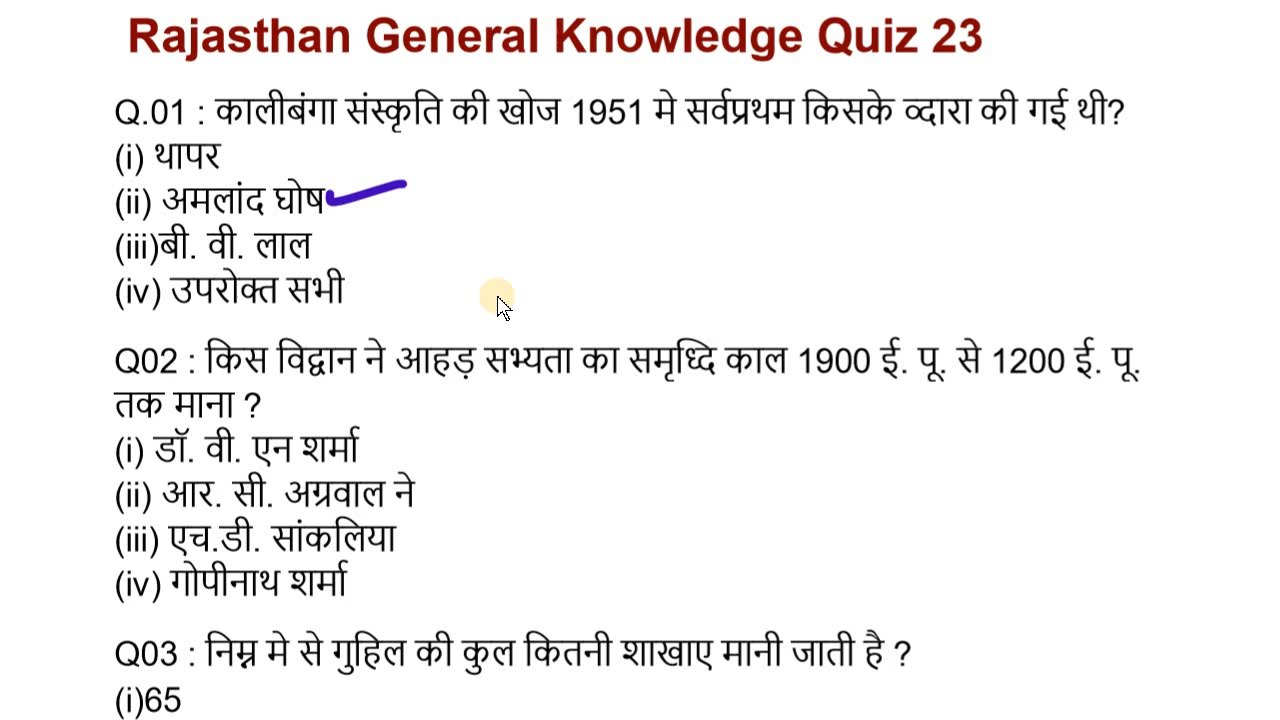 Rajasthan General Knowledge Quiz 23
Q.01 : कालीबंगा संस्कृति की खोज 1951 मे सर्वप्रथम किसके व्दारा की गई थी?
(i) थापर
(ii) अमलांद घोष
(iii)बी. वी. लाल
(iv) उपरोक्त सभी
Q02 : किस विद्वान ने आहड़ सभ्यता का समृध्दि काल 1900 ई. पू. से 1200 ई. पू.
तक माना ?
(i) डॉ. वी. एन शर्मा
(ii) आर. सी. अग्रवाल ने
(iii) एच.डी. सांकलिया
(iv) गोपीनाथ शर्मा
Q03 : निम्न मे से गुहिल की कुल कितनी शाखाए मानी जाती है ?
(i)65